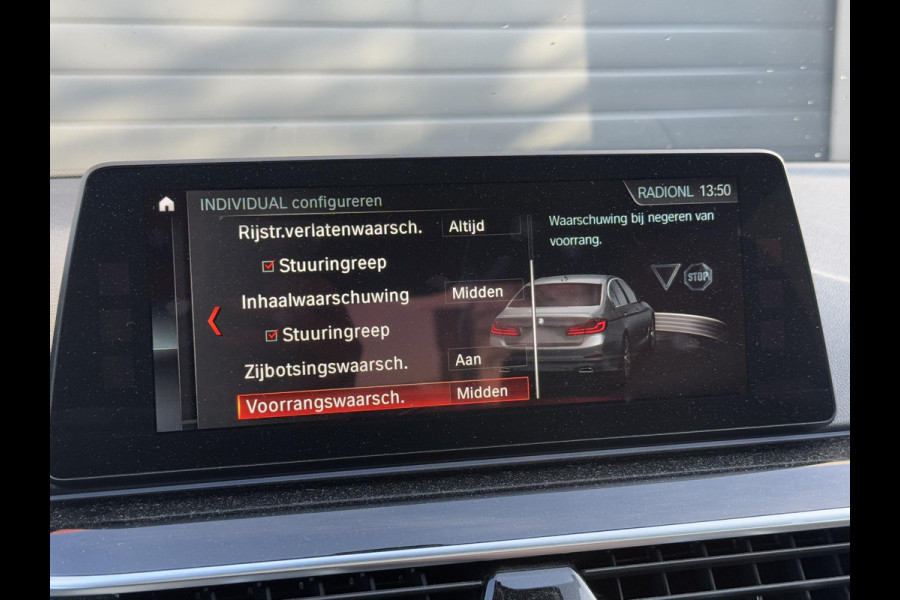 INDIVIDUAL configureren
RADIONL 13:50
Rijstr.verlatenwaarsch. Altijd
Stuuringreep
Inhaalwaarschuwing Midden
Stuuringreep
Zijbotsingswaarsch. Aan
Voorrangswaarsch. Midden
Waarschuwing bij negeren van
voorrang.
STOP